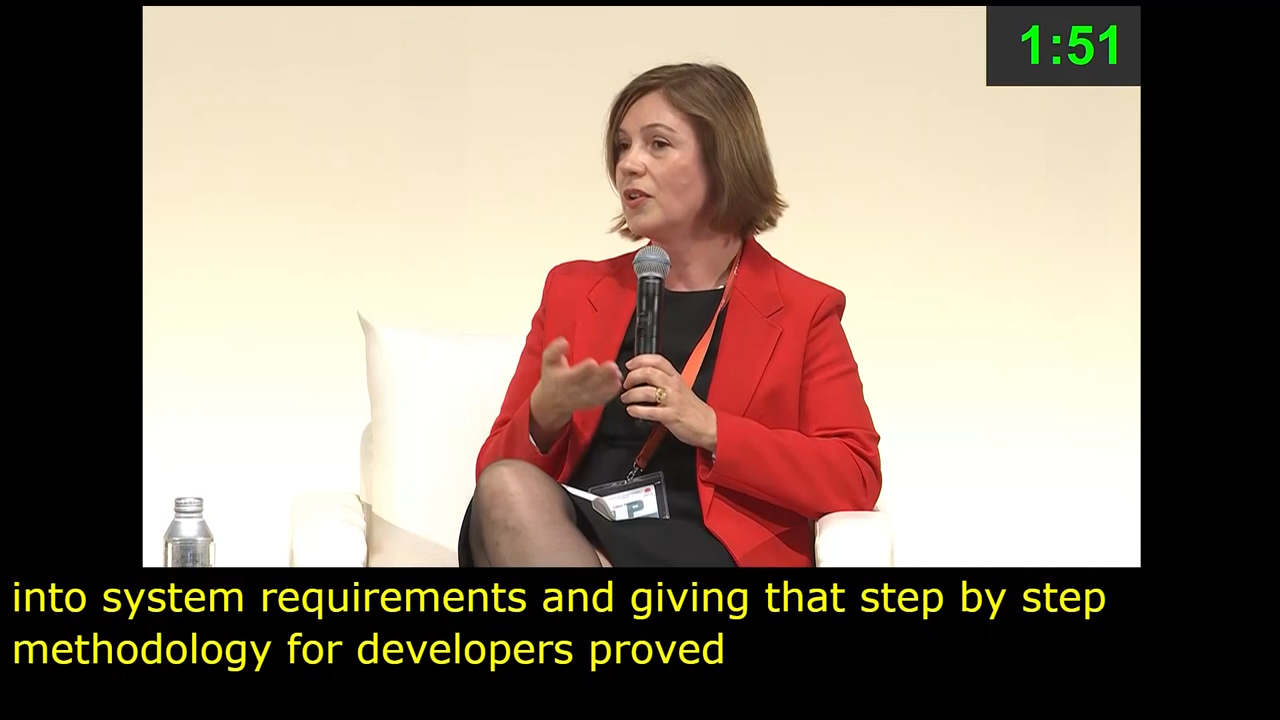 1:51
P
into system requirements and giving that step by step
methodology for developers proved